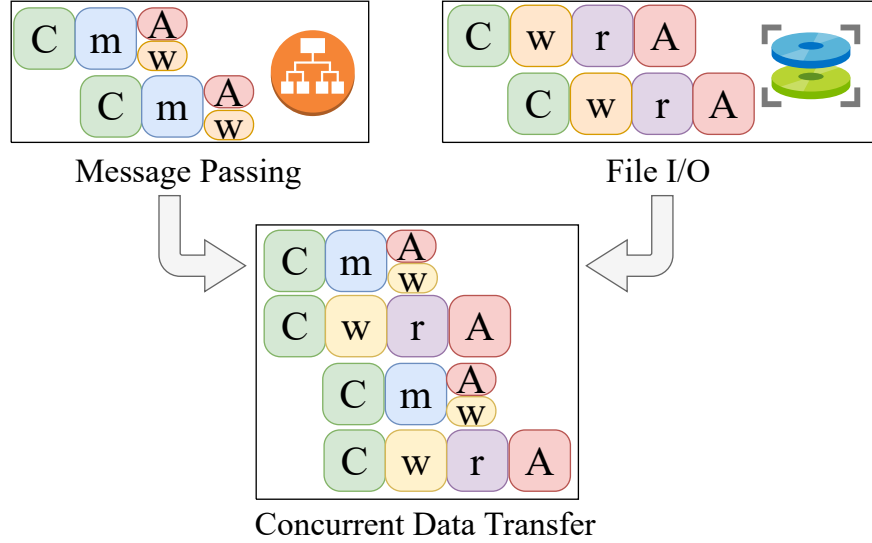 C m A
w
C m A
w
Message Passing
C w r A
C w r A
File I/O
C m A
w
C w r A
C m A
w
C w r A
Concurrent Data Transfer